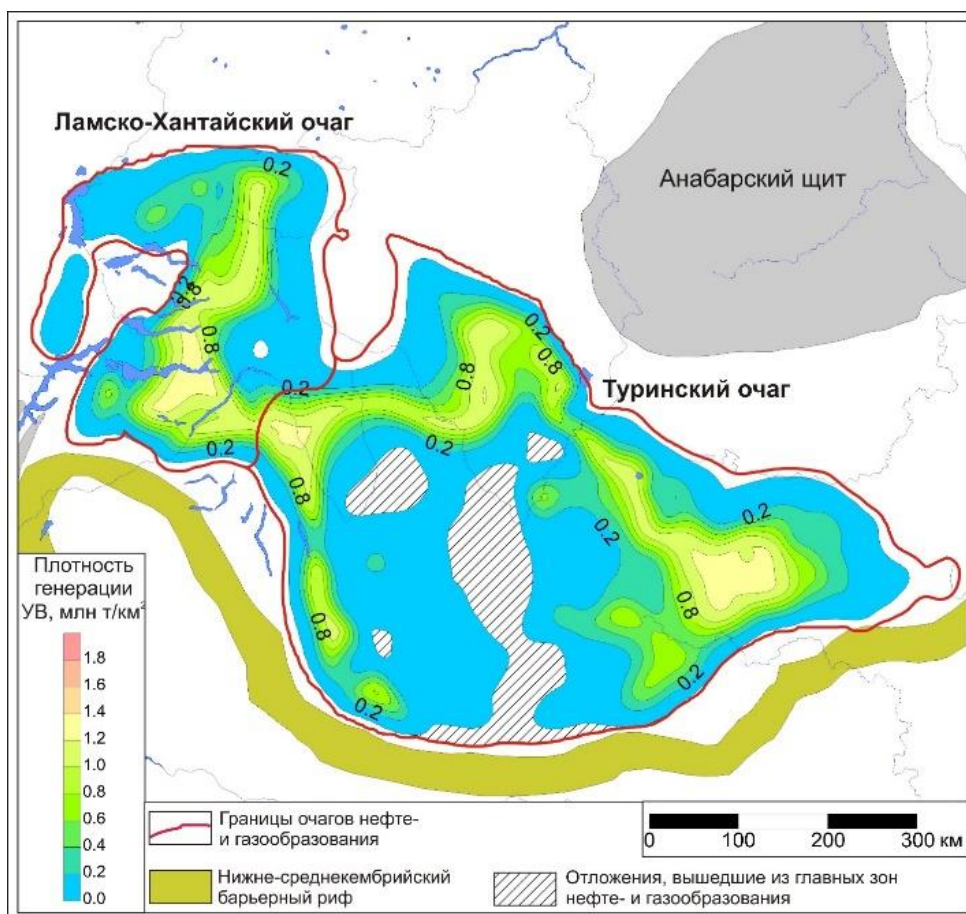 Ламско-Хантайский очаг
Анабарский щит
Туринский очаг
0.2
0.2
0.8
0.8
0.2
0.2
0.2
0.8
0.8
0.2
0.2
0.8
0.8
0.2
0.2
0.8
0.8
0.2
0.2
Плотность
генерации
УВ, млн т/км²
1.8
1.6
1.4
1.2
1.0
0.8
0.6
0.4
0.2
0.0
Границы очагов нефте-
и газообразования
0 100 200 300 км
Нижне-среднекембрийский
барьерный риф
Отложения, вышедшие из главных зон
нефте- и газообразования